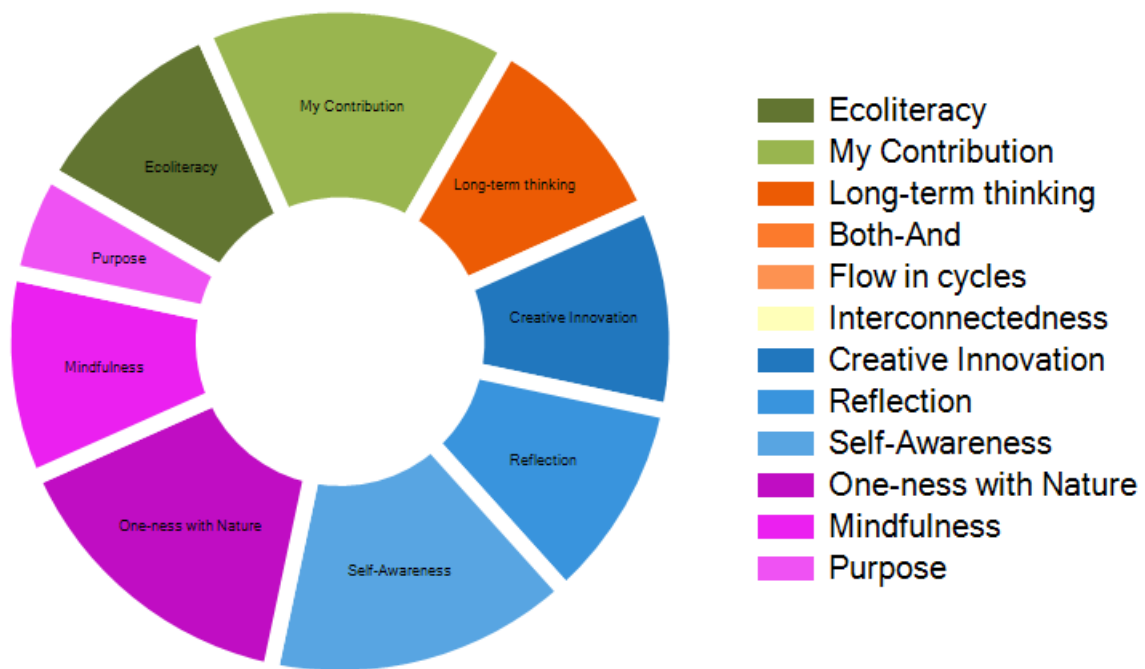 My Contribution
Ecoliteracy
Long-term thinking
Purpose
Creative Innovation
Mindfulness
Reflection
One-ness with Nature
Self-Awareness
Ecoliteracy
My Contribution
Long-term thinking
Both-And
Flow in cycles
Interconnectedness
Creative Innovation
Reflection
Self-Awareness
One-ness with Nature
Mindfulness
Purpose